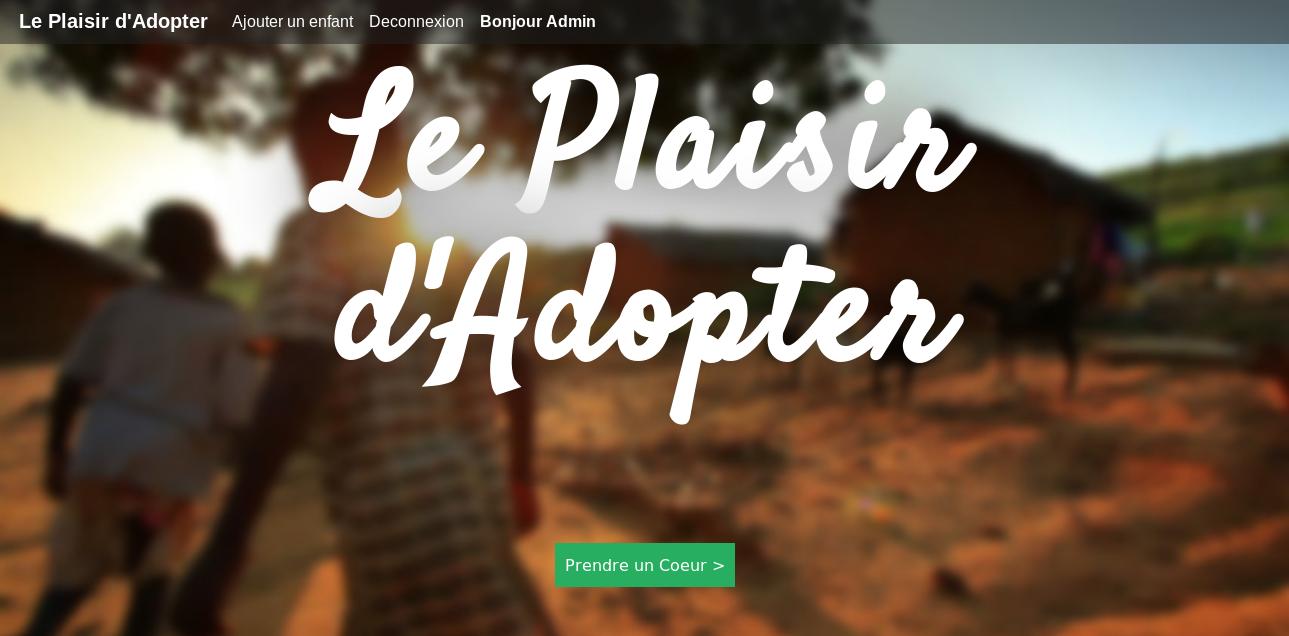 Le Plaisir d'Adopter Ajouter un enfant Deconnexion Bonjour Admin
Le Plaisir
d'Adopter
Prendre un Coeur >